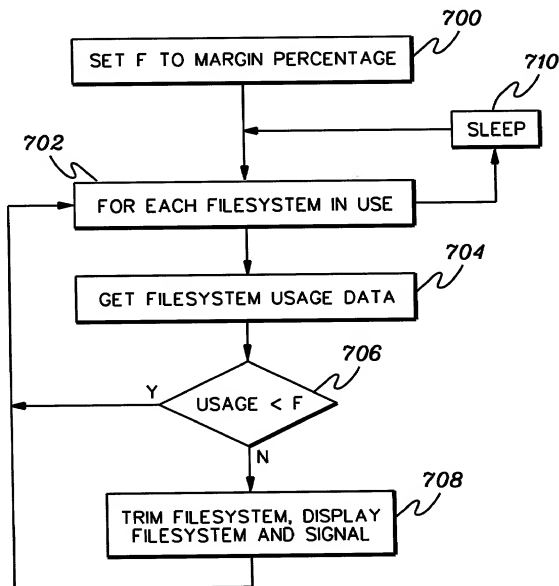 700
SET F TO MARGIN PERCENTAGE
710
SLEEP
702
FOR EACH FILESYSTEM IN USE
704
GET FILESYSTEM USAGE DATA
706
Y
USAGE < F
N
708
TRIM FILESYSTEM, DISPLAY
FILESYSTEM AND SIGNAL